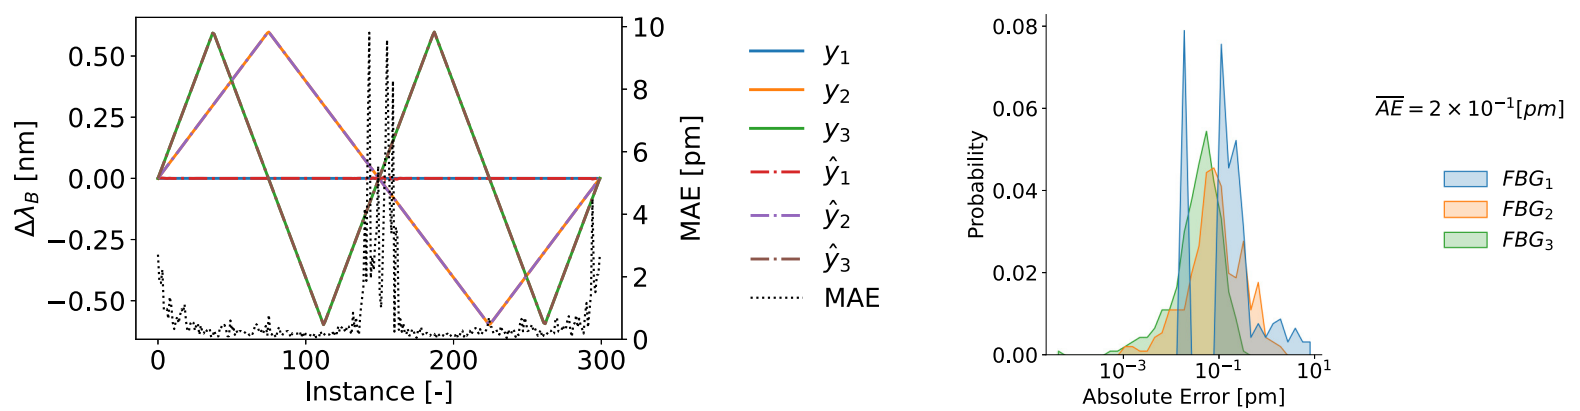 0.50
0.25
0.00
−0.25
−0.50
Δλ_B [nm]
0
100
200
300
Instance [-]
10
8
6
4
2
0
MAE [pm]
y₁
y₂
y₃
ŷ₁
ŷ₂
ŷ₃
MAE
0.08
0.06
0.04
0.02
0.00
Probability
10⁻³
10⁻¹
10¹
Absolute Error [pm]
A̅E̅ = 2 × 10⁻¹[pm]
FBG₁
FBG₂
FBG₃